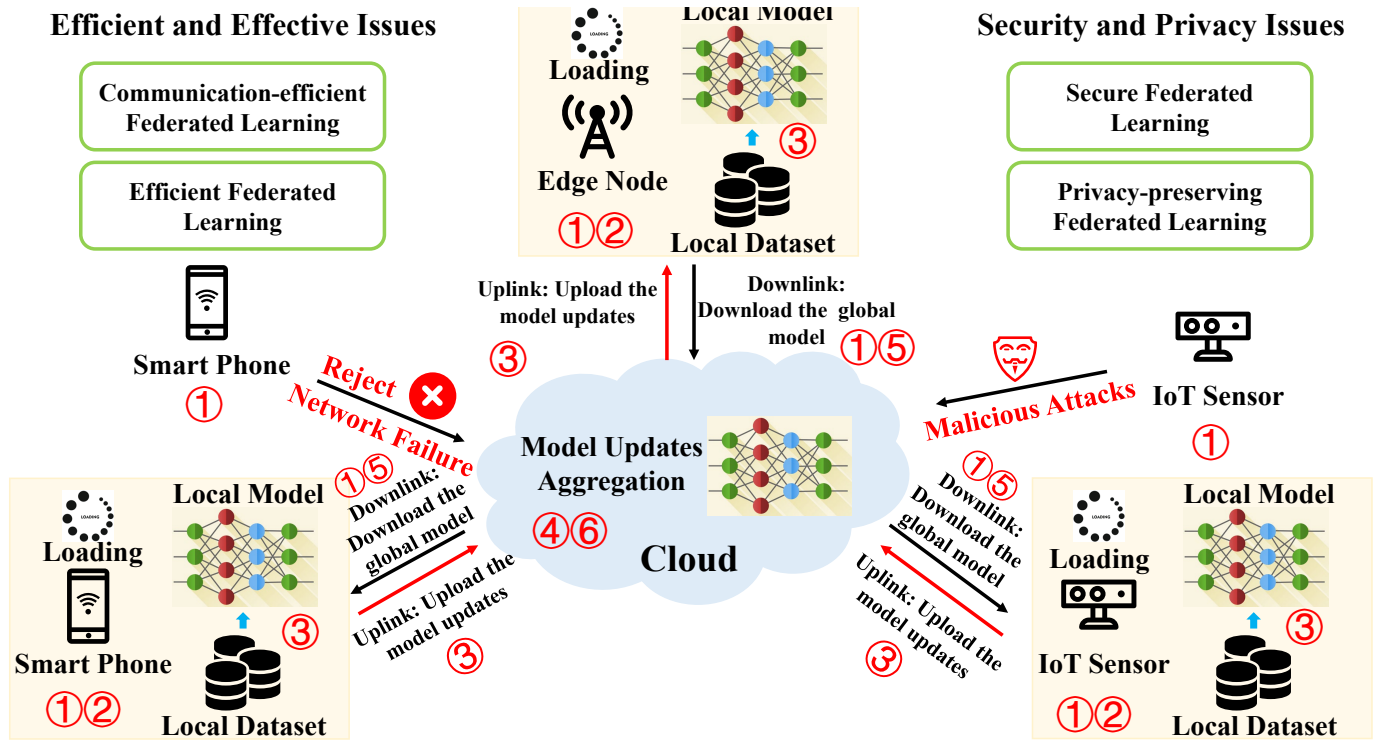 Efficient and Effective Issues
Communication-efficient
Federated Learning
Efficient Federated
Learning
LOADING
Loading
Local Model
③
Edge Node
①②
Local Dataset
Security and Privacy Issues
Secure Federated
Learning
Privacy-preserving
Federated Learning
Smart Phone
①
Reject
Network Failure
Uplink: Upload the
model updates
③
Downlink:
Download the global
model
①⑤
Malicious Attacks
IoT Sensor
①
Model Updates
Aggregation
④⑥
Cloud
①⑤
Downlink:
Download the
global model
Uplink: Upload the
model updates
③
LOADING
Loading
Local Model
③
Smart Phone
①②
Local Dataset
①⑤
Downlink:
Download the
global model
Uplink: Upload the
model updates
③
LOADING
Loading
Local Model
③
IoT Sensor
①②
Local Dataset